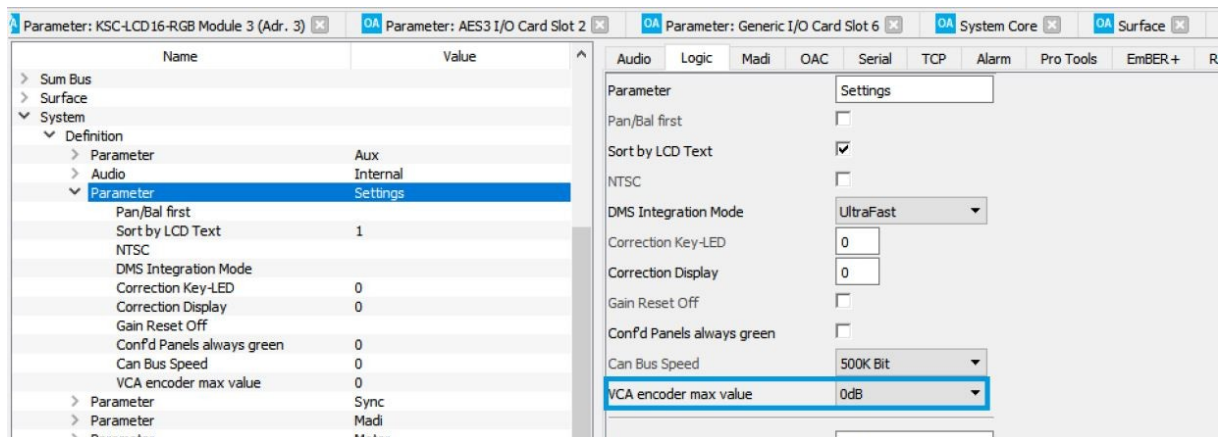 Parameter: KSC-LCD16-RGB Module 3 (Adr. 3) OA Parameter: AES3 I/O Card Slot 2 OA Parameter: Generic I/O Card Slot 6 OA System Core OA Surface
Name Value Audio Logic Madi OAC Serial TCP Alarm Pro Tools EmBER+ R
Sum Bus
Surface
System
Definition
Parameter Aux
Audio Internal
Parameter Settings
Pan/Bal first
Sort by LCD Text 1
NTSC
DMS Integration Mode
Correction Key-LED 0
Correction Display 0
Gain Reset Off
Conf'd Panels always green 0
Can Bus Speed 0
VCA encoder max value 0
Parameter Sync
Parameter Madi
Parameter Settings
Pan/Bal first
Sort by LCD Text
NTSC
DMS Integration Mode UltraFast
Correction Key-LED 0
Correction Display 0
Gain Reset Off
Conf'd Panels always green
Can Bus Speed 500K Bit
VCA encoder max value 0dB